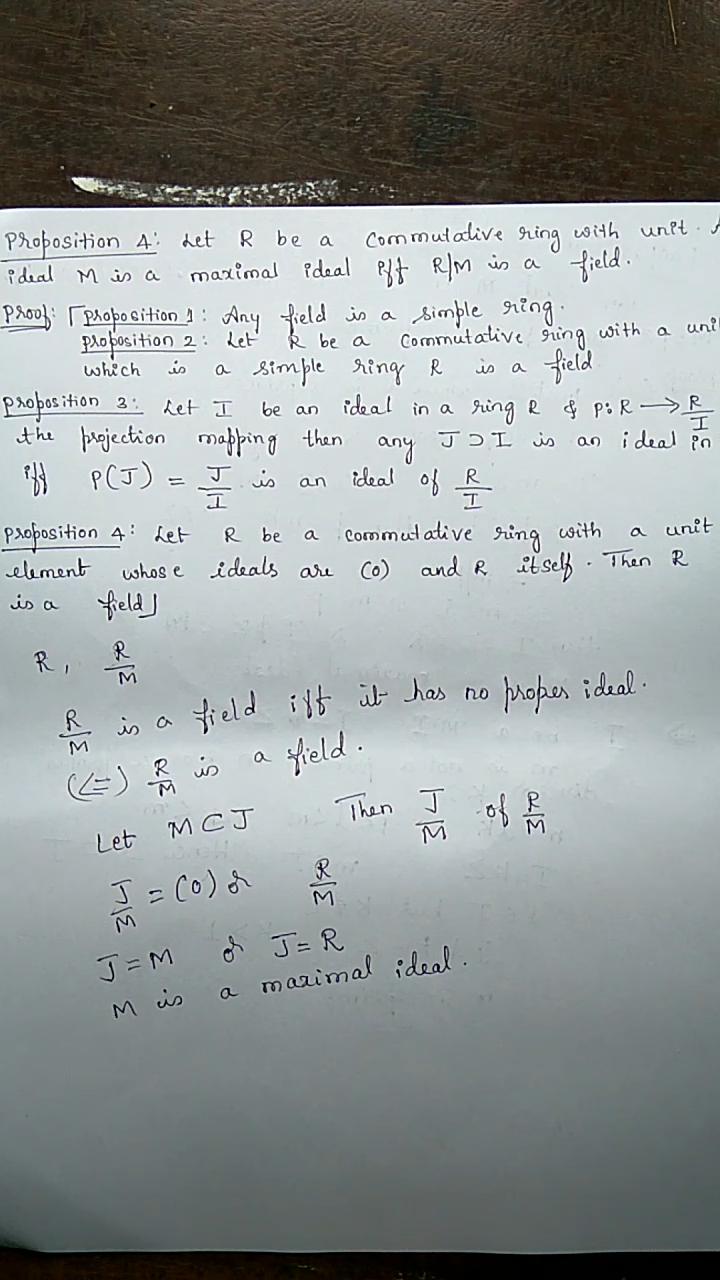 Proposition 4: Let R be a commutative ring with unit.
ideal M is a maximal ideal iff R/M is a field.
Proof: ⌈Proposition 1: Any field is a simple ring.
proposition 2: Let R be a commutative ring with a unit
which is a simple ring R is a field
Proposition 3: Let I be an ideal in a ring R & p: R → R/I
the projection mapping then any J ⊃ I is an ideal in
iff P(J) = J/I is an ideal of R/I
Proposition 4: Let R be a commutative ring with a unit
element whose ideals are (0) and R itself. Then R
is a field⌋
R, R/M
R/M is a field iff it has no proper ideal.
(<=) R/M is a field.
Let M ⊂ J Then J/M of R/M
J/M = (0) or R/M
J = M or J = R
M is a maximal ideal.